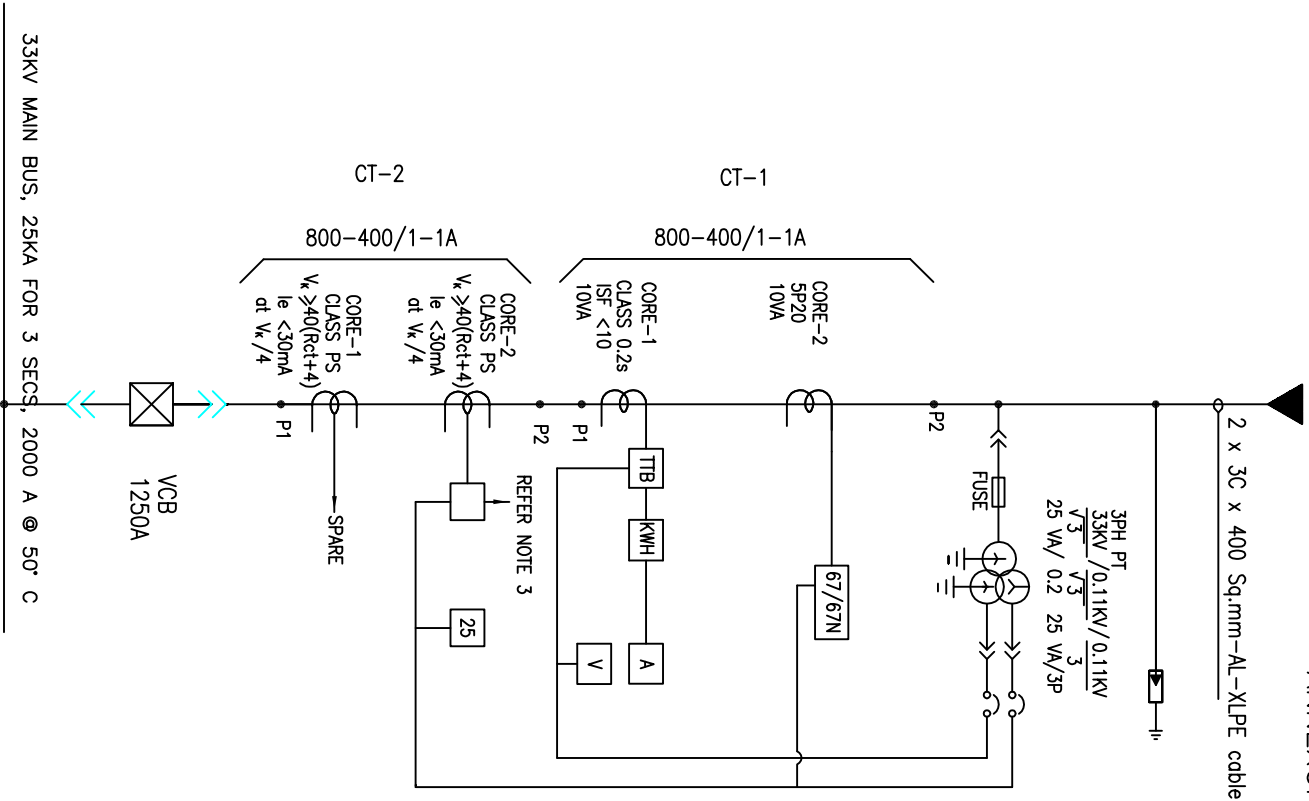 33KV MAIN BUS, 25KA FOR 3 SECS, 2000 A @ 50° C
CT-2
CT-1
800-400/1-1A
800-400/1-1A
CORE-1
CLASS PS
VK ≥40(Rct+4)
Ie <30mA
at VK/4
CORE-2
CLASS PS
VK ≥40(Rct+4)
Ie <30mA
at VK/4
CORE-1
CLASS 0.2s
ISF <10
10VA
CORE-2
5P20
10VA
P1
P2
P1
P2
VCB
1250A
SPARE
REFER NOTE 3
25
TTB
KWH
A
V
67/67N
FUSE
3PH PT
33KV/0.11KV/0.11KV
√3 √3 3
25 VA/ 0.2 25 VA/3P
2 x 3C x 400 Sq.mm-AL-XLPE cable